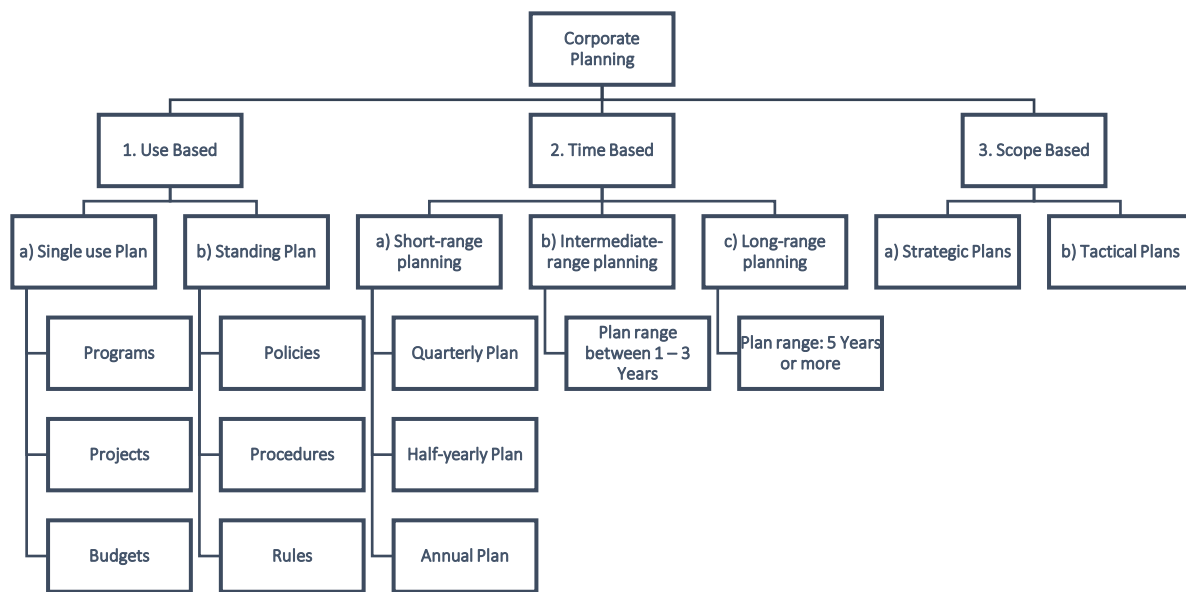 Corporate
Planning
1. Use Based
2. Time Based
3. Scope Based
a) Single use Plan
b) Standing Plan
a) Short-range
planning
b) Intermediate-
range planning
c) Long-range
planning
a) Strategic Plans
b) Tactical Plans
Programs
Policies
Quarterly Plan
Plan range
between 1 – 3
Years
Plan range: 5 Years
or more
Projects
Procedures
Half-yearly Plan
Budgets
Rules
Annual Plan